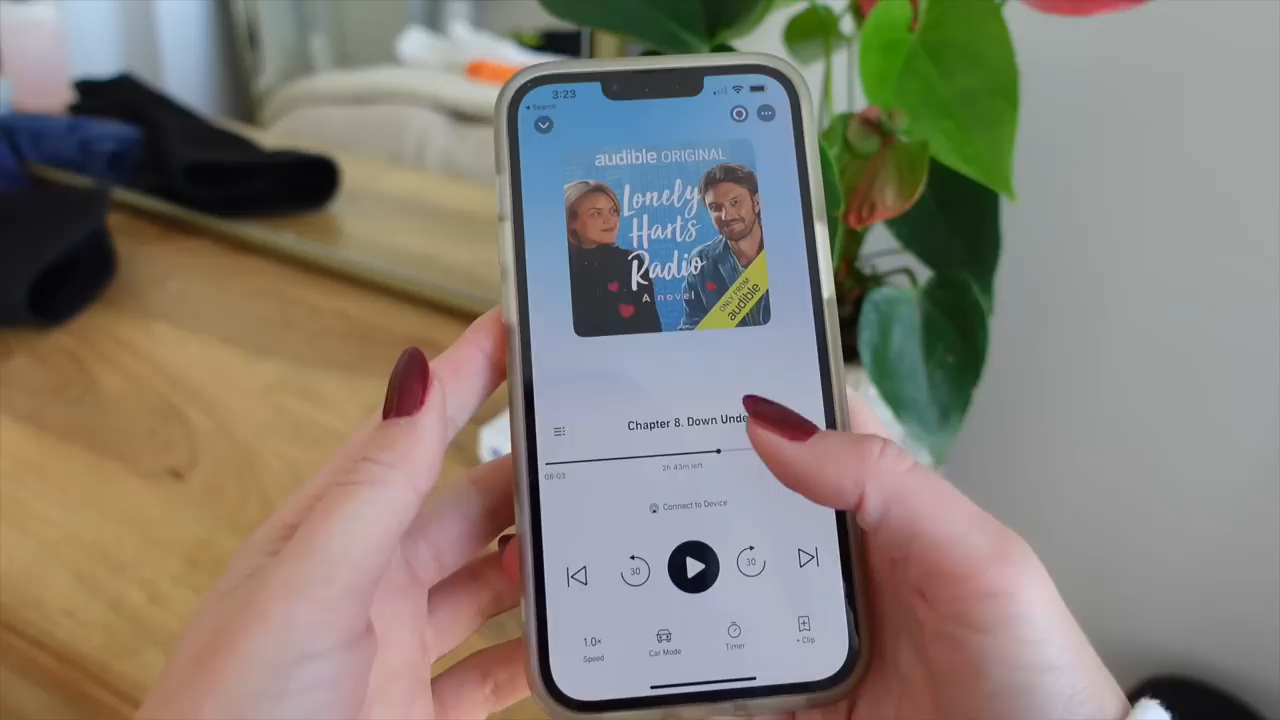 3:23
◂ Search
audible ORIGINAL
Lonely
Harts
Radio
A novel
ONLY FROM
audible
Chapter 8. Down Unde
08:03
2h 43m left
Connect to Device
30
30
1.0×
Speed
Car Mode
Timer
+ Clip